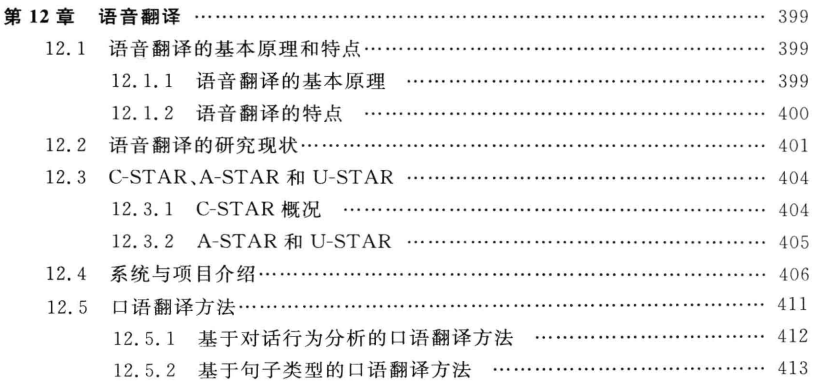 第 12 章 语音翻译 …………………………………………………………… 399
12.1 语音翻译的基本原理和特点…………………………………………… 399
12.1.1 语音翻译的基本原理 ……………………………………… 399
12.1.2 语音翻译的特点 …………………………………………… 400
12.2 语音翻译的研究现状…………………………………………………… 401
12.3 C-STAR、A-STAR 和 U-STAR ………………………………………… 404
12.3.1 C-STAR 概况 ……………………………………………… 404
12.3.2 A-STAR 和 U-STAR ……………………………………… 405
12.4 系统与项目介绍………………………………………………………… 406
12.5 口语翻译方法…………………………………………………………… 411
12.5.1 基于对话行为分析的口语翻译方法 ……………………… 412
12.5.2 基于句子类型的口语翻译方法 …………………………… 413